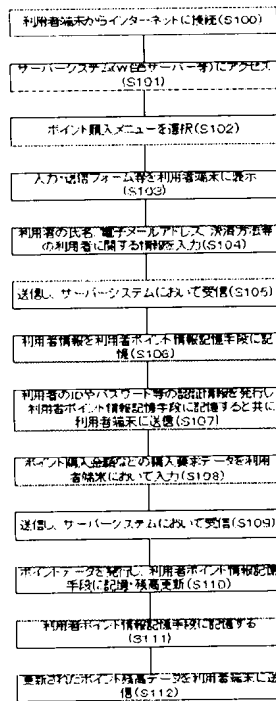 利用者端末からインターネットに接続(S100)
サーバーシステム(WEBサーバー等)にアクセス
(S101)
ポイント購入メニューを選択(S102)
入力・送信フォーム等を利用者端末に表示
(S103)
利用者の氏名、電子メールアドレス、決済方法等
の利用者に関する情報を入力(S104)
送信し、サーバーシステムにおいて受信(S105)
利用者情報を利用者ポイント情報記憶手段に記
憶(S106)
利用者のIDやパスワード等の認証情報を発行し
利用者ポイント情報記憶手段に記憶すると共に
利用者端末に送信(S107)
ポイント購入金額などの購入要求データを利用
者端末において入力(S108)
送信し、サーバーシステムにおいて受信(S109)
ポイントデータを発行し、利用者ポイント情報記憶
手段に記憶・残高更新(S110)
利用者ポイント情報記憶手段に記憶する
(S111)
更新されたポイント残高データを利用者端末に送
信(S112)